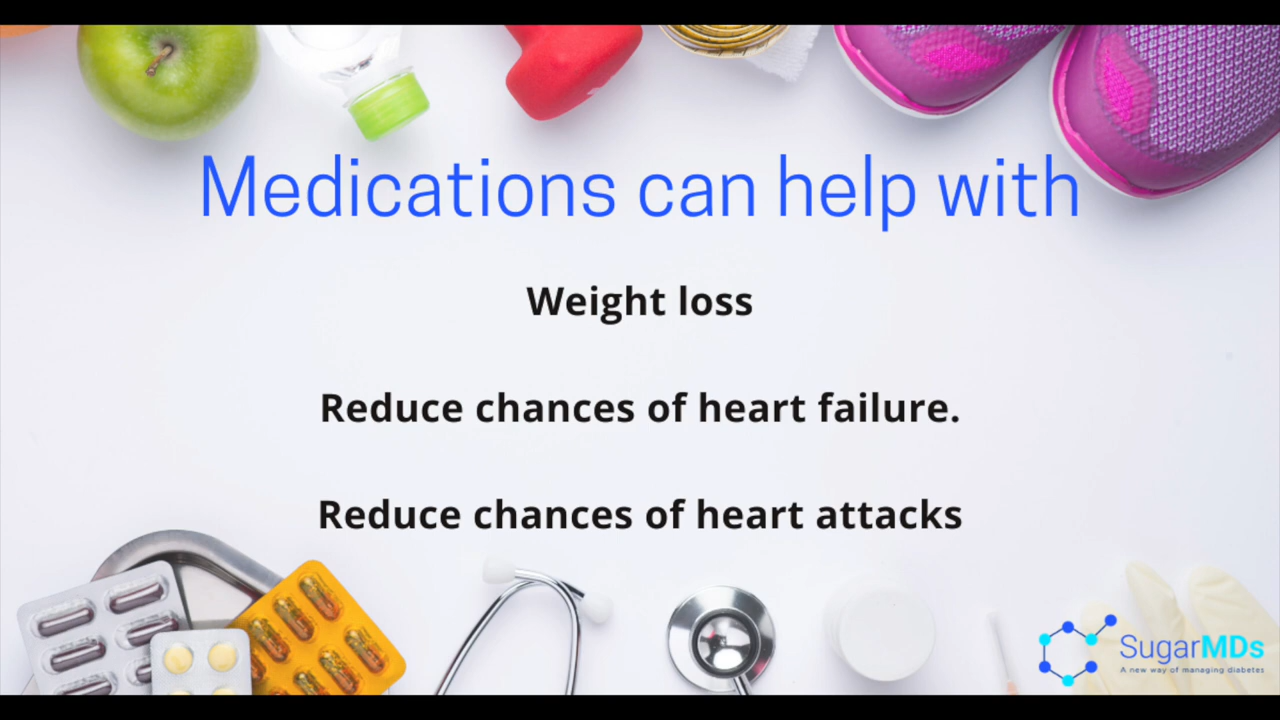 Medications can help with
Weight loss
Reduce chances of heart failure.
Reduce chances of heart attacks
SugarMDs
A new way of managing diabetes